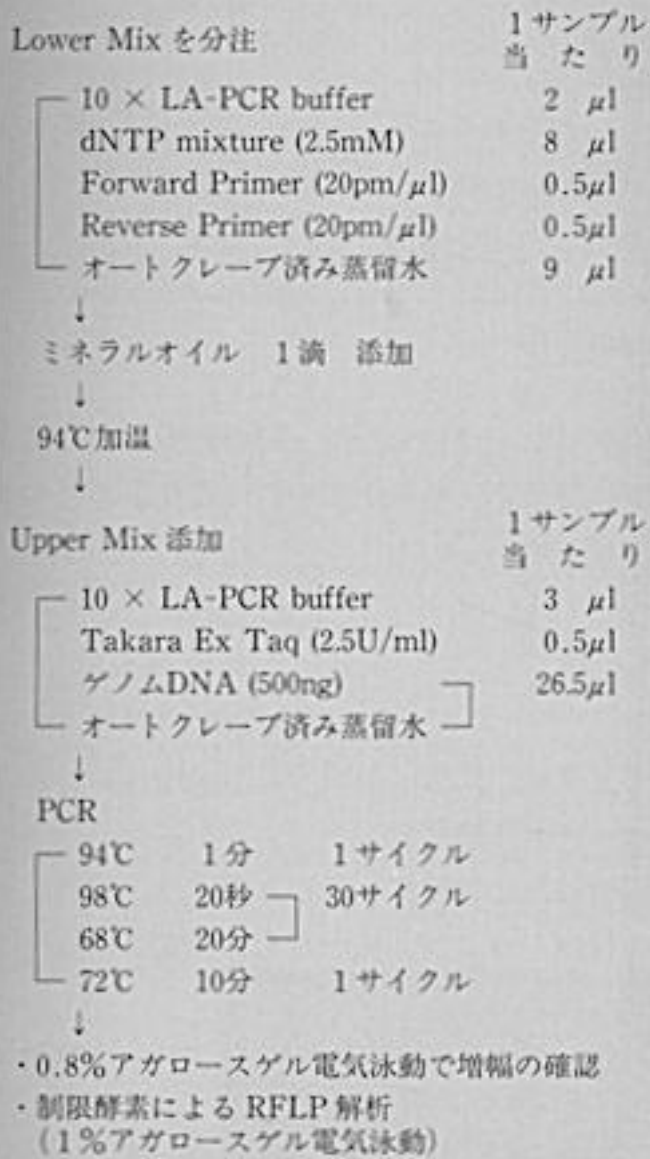 Lower Mix を分注 1サンプル
当たり
10 × LA-PCR buffer 2 μl
dNTP mixture (2.5mM) 8 μl
Forward Primer (20pm/μl) 0.5μl
Reverse Primer (20pm/μl) 0.5μl
オートクレーブ済み蒸留水 9 μl
↓
ミネラルオイル 1滴 添加
↓
94℃加温
↓
Upper Mix 添加 1サンプル
当たり
10 × LA-PCR buffer 3 μl
Takara Ex Taq (2.5U/ml) 0.5μl
ゲノムDNA (500ng) 26.5μl
オートクレーブ済み蒸留水
↓
PCR
94℃ 1分 1サイクル
98℃ 20秒 30サイクル
68℃ 20分
72℃ 10分 1サイクル
↓
・0.8%アガロースゲル電気泳動で増幅の確認
・制限酵素による RFLP 解析
(1%アガロースゲル電気泳動)